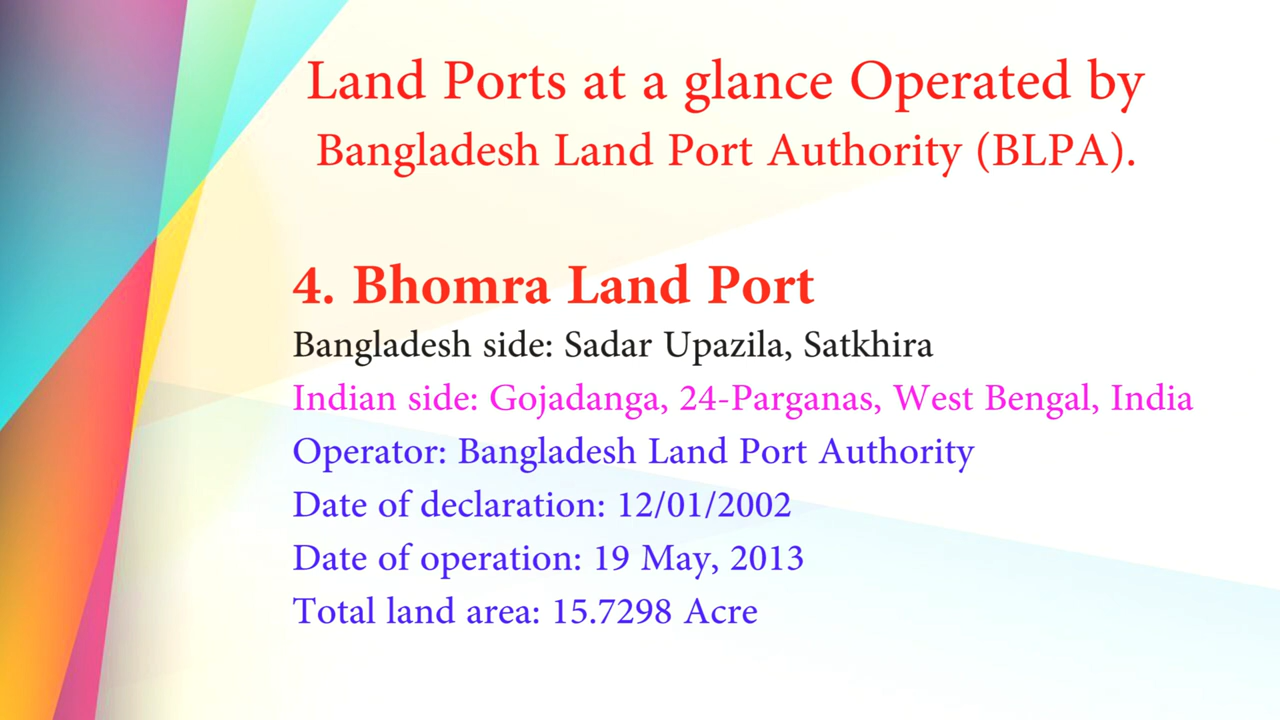 Land Ports at a glance Operated by
Bangladesh Land Port Authority (BLPA).
4. Bhomra Land Port
Bangladesh side: Sadar Upazila, Satkhira
Indian side: Gojadanga, 24-Parganas, West Bengal, India
Operator: Bangladesh Land Port Authority
Date of declaration: 12/01/2002
Date of operation: 19 May, 2013
Total land area: 15.7298 Acre